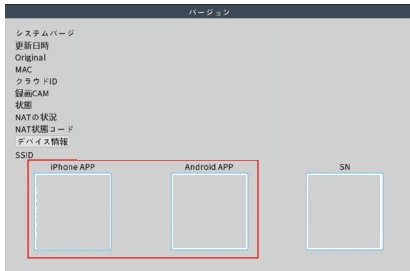 バージョン
システムバージ
更新日時
Original
MAC
クラウドID
録画CAM
状態
NATの状況
NAT状態コード
デバイス情報
SSID
iPhone APP Android APP SN